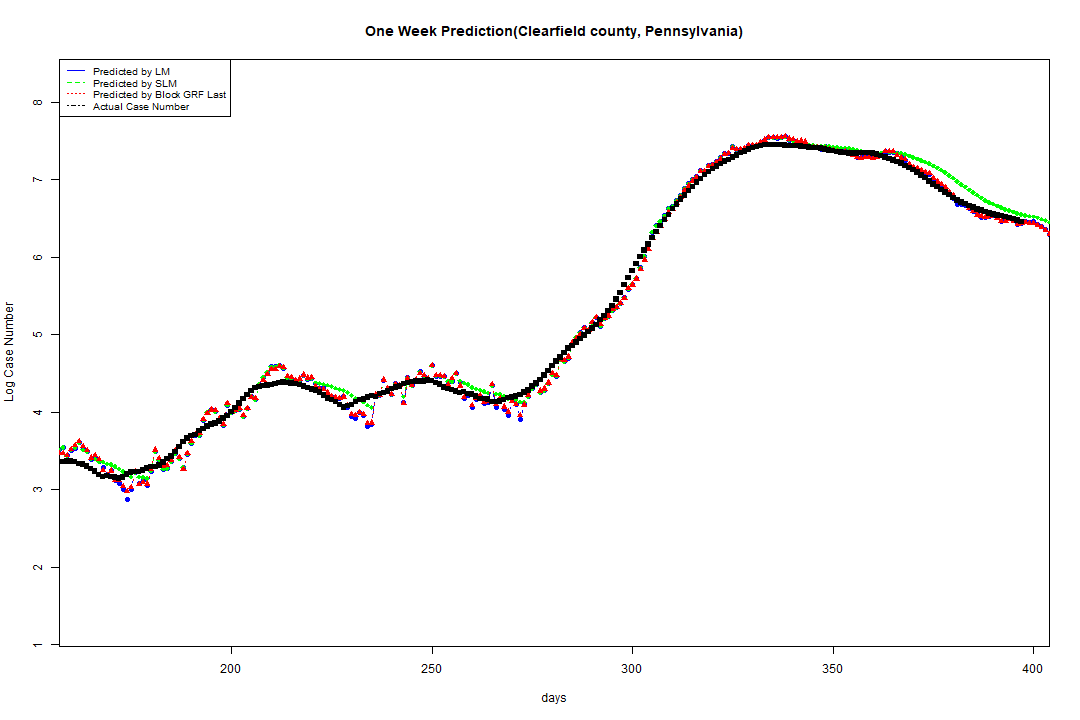 One Week Prediction(Clearfield county, Pennsylvania)
Predicted by LM
Predicted by SLM
Predicted by Block GRF Last
Actual Case Number
8
7
6
5
4
3
2
1
Log Case Number
200 250 300 350 400
days